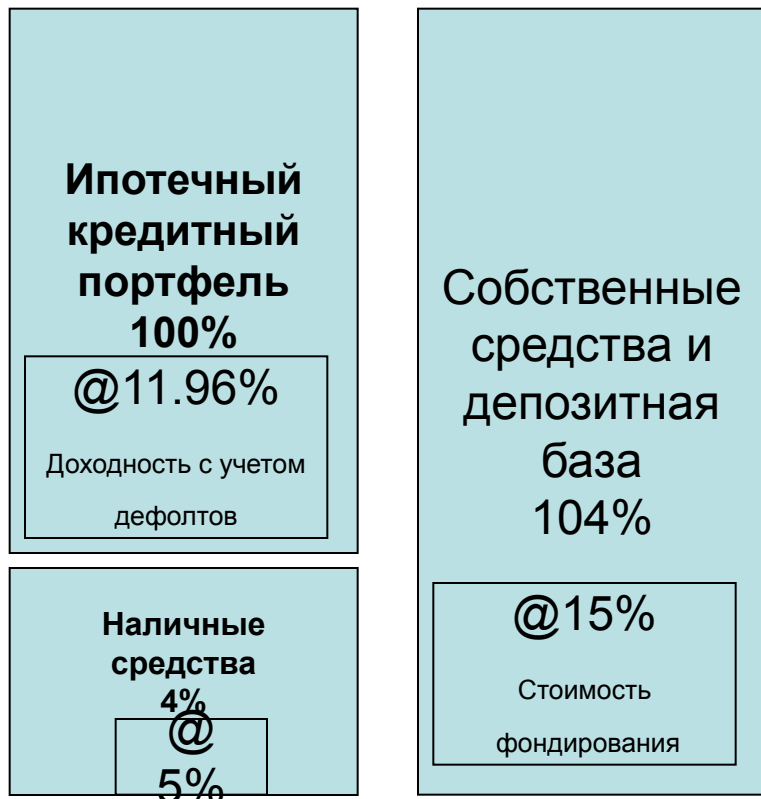 Ипотечный
кредитный
портфель
100%
@11.96%
Доходность с учетом
дефолтов
Наличные
средства
4%
@
5%
Собственные
средства и
депозитная
база
104%
@15%
Стоимость
фондирования